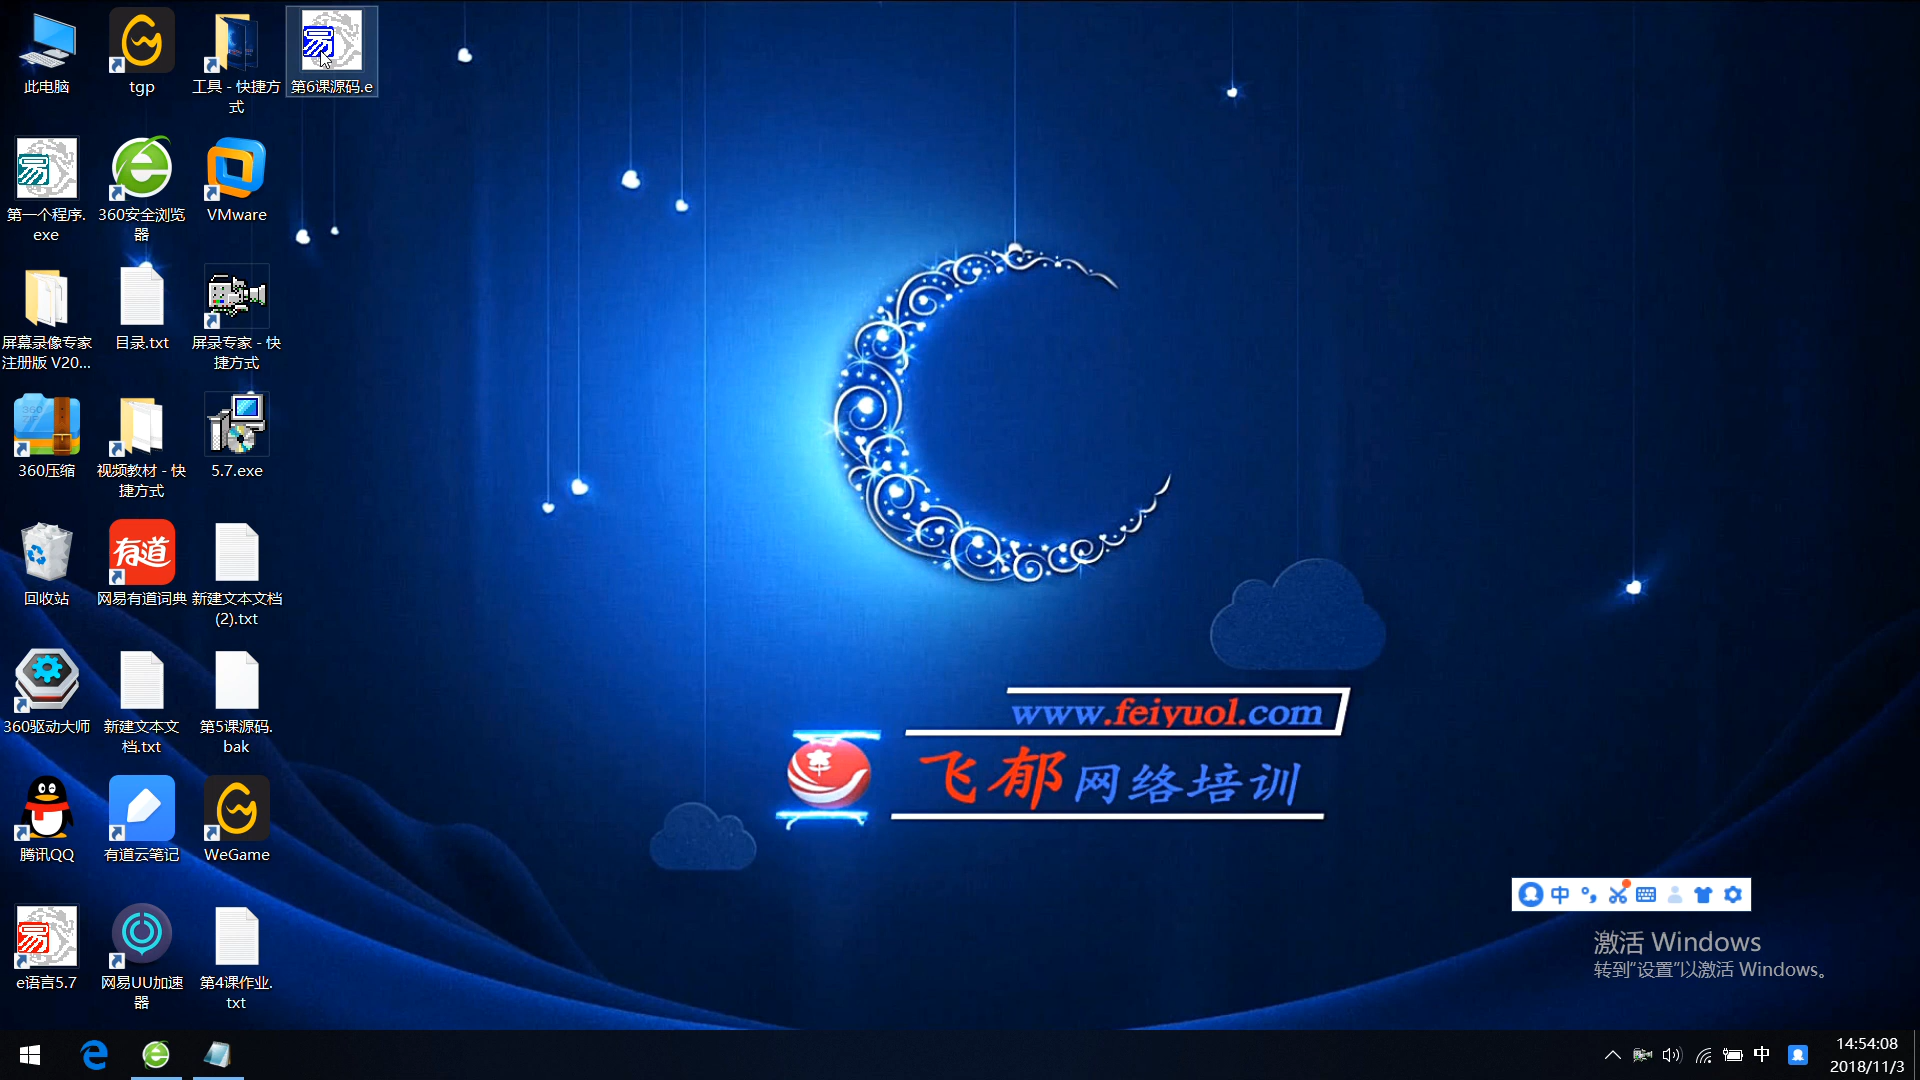 此电脑
tgp
工具 - 快捷方
式
第6课源码.e
第一个程序.
exe
360安全浏览
器
VMware
屏幕录像专家
注册版 V20...
目录.txt
屏录专家 - 快
捷方式
360压缩
视频教材 - 快
捷方式
5.7.exe
回收站
有道
网易有道词典
新建文本文档
(2).txt
360驱动大师
新建文本文
档.txt
第5课源码.
bak
腾讯QQ
有道云笔记
WeGame
e语言5.7
网易UU加速
器
第4课作业.
txt
www.feiyuol.com
飞郁网络培训
中
激活 Windows
转到“设置”以激活 Windows。
中
14:54:08
2018/11/3